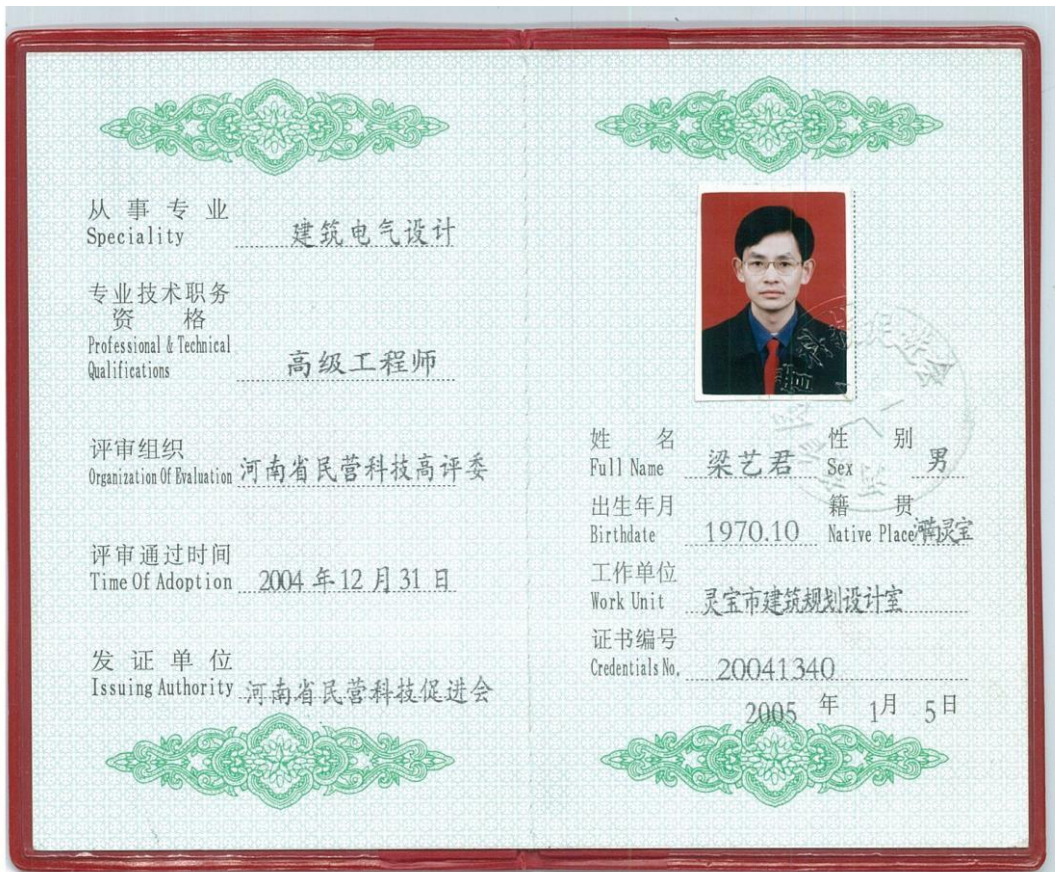 从事专业
Speciality 建筑电气设计
专业技术职务
资格
Professional & Technical
Qualifications 高级工程师
评审组织
Organization Of Evaluation 河南省民营科技高评委
评审通过时间
Time Of Adoption 2004年12月31日
发证单位
Issuing Authority 河南省民营科技促进会
姓名 性别
Full Name 梁艺君 Sex 男
出生年月 籍贯
Birthdate 1970.10 Native Place 河南灵宝
工作单位
Work Unit 灵宝市建筑规划设计室
证书编号
Credentials No. 20041340
2005年1月5日